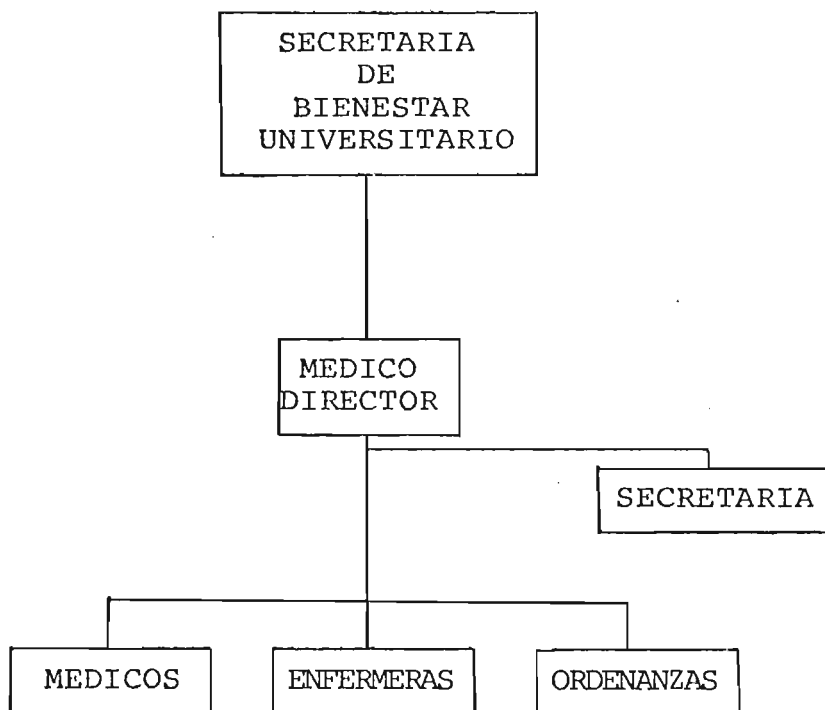 SECRETARIA
DE
BIENESTAR
UNIVERSITARIO
MEDICO
DIRECTOR
SECRETARIA
MEDICOS
ENFERMERAS
ORDENANZAS